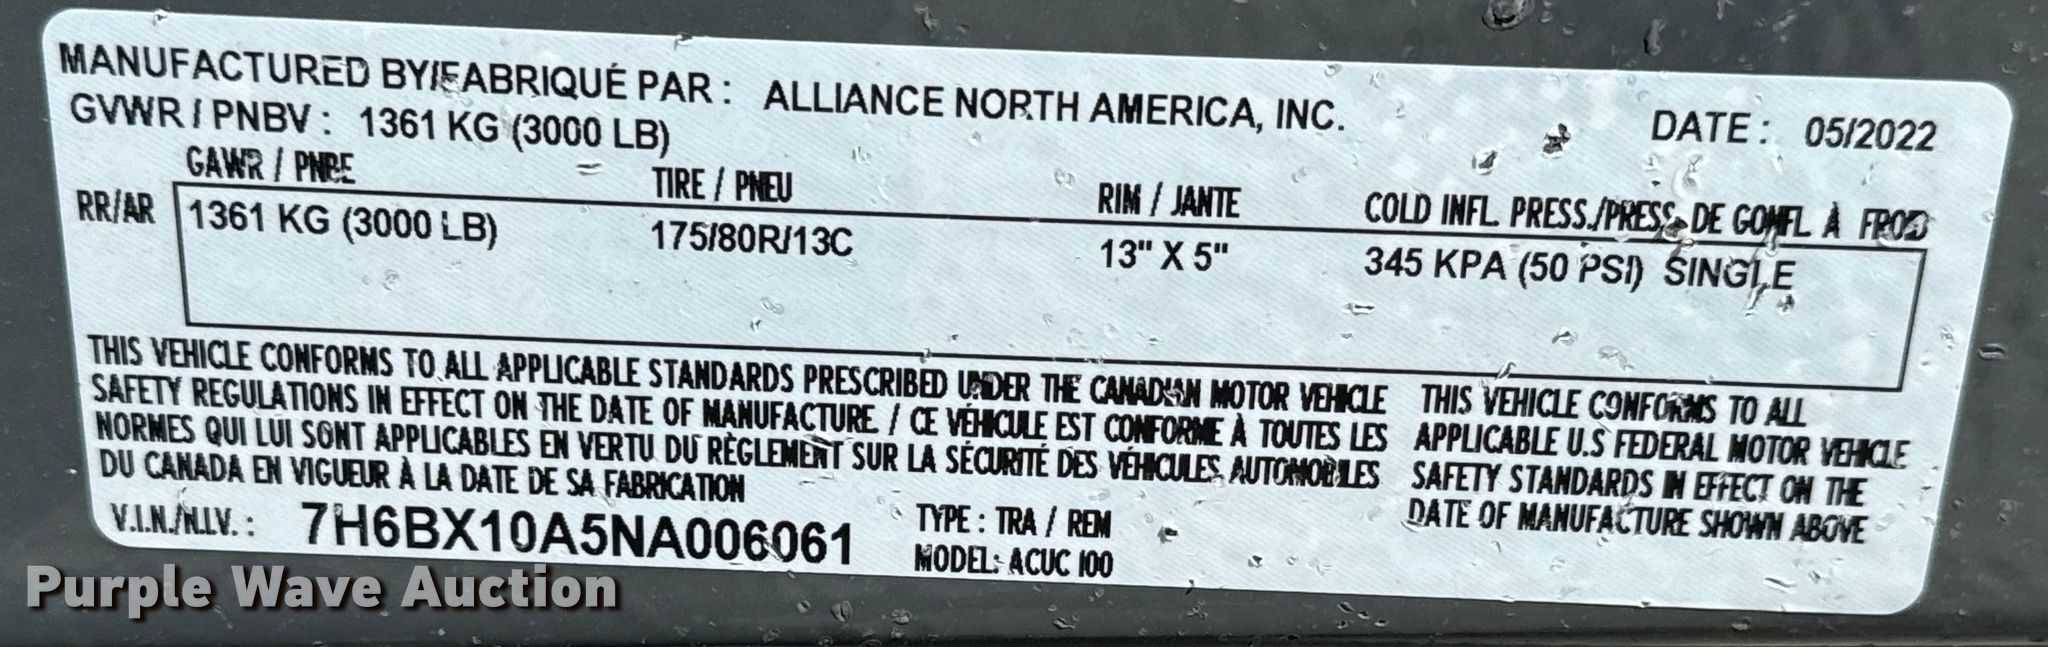 MANUFACTURED BY/FABRIQUÉ PAR : ALLIANCE NORTH AMERICA, INC. DATE : 05/2022
GVWR / PNBV : 1361 KG (3000 LB)
GAWR / PNBE TIRE / PNEU RIM / JANTE COLD INFL. PRESS./PRESS. DE GONFL À FROD
RR/AR 1361 KG (3000 LB) 175/80R/13C 13" X 5" 345 KPA (50 PSI) SINGLE
THIS VEHICLE CONFORMS TO ALL APPLICABLE STANDARDS PRESCRIBED UNDER THE CANADIAN MOTOR VEHICLE
SAFETY REGULATIONS IN EFFECT ON THE DATE OF MANUFACTURE / CE VÉHICULE EST CONFORME À TOUTES LES
NORMES QUI LUI SONT APPLICABLES EN VERTU DU RÈGLEMENT SUR LA SÉCURITÉ DES VÉHICULES AUTOMOBILES
DU CANADA EN VIGUEUR À LA DATE DE SA FABRICATION
THIS VEHICLE CONFORMS TO ALL
APPLICABLE U.S FEDERAL MOTOR VEHICLE
SAFETY STANDARDS IN EFFECT ON THE
DATE OF MANUFACTURE SHOWN ABOVE
V.I.N./N.I.V. : 7H6BX10A5NA006061
TYPE : TRA / REM
MODEL: ACUC 100
Purple Wave Auction